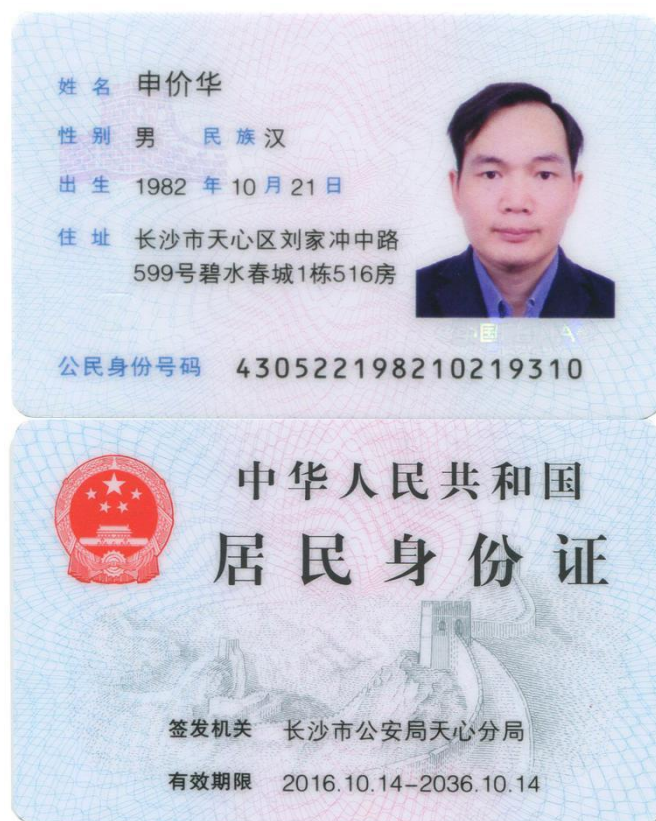 姓名 申价华
性别 男 民族 汉
出生 1982 年 10 月 21 日
住址 长沙市天心区刘家冲中路
599号碧水春城1栋516房
公民身份号码 430522198210219310
中华人民共和国
居民身份证
签发机关 长沙市公安局天心分局
有效期限 2016.10.14-2036.10.14